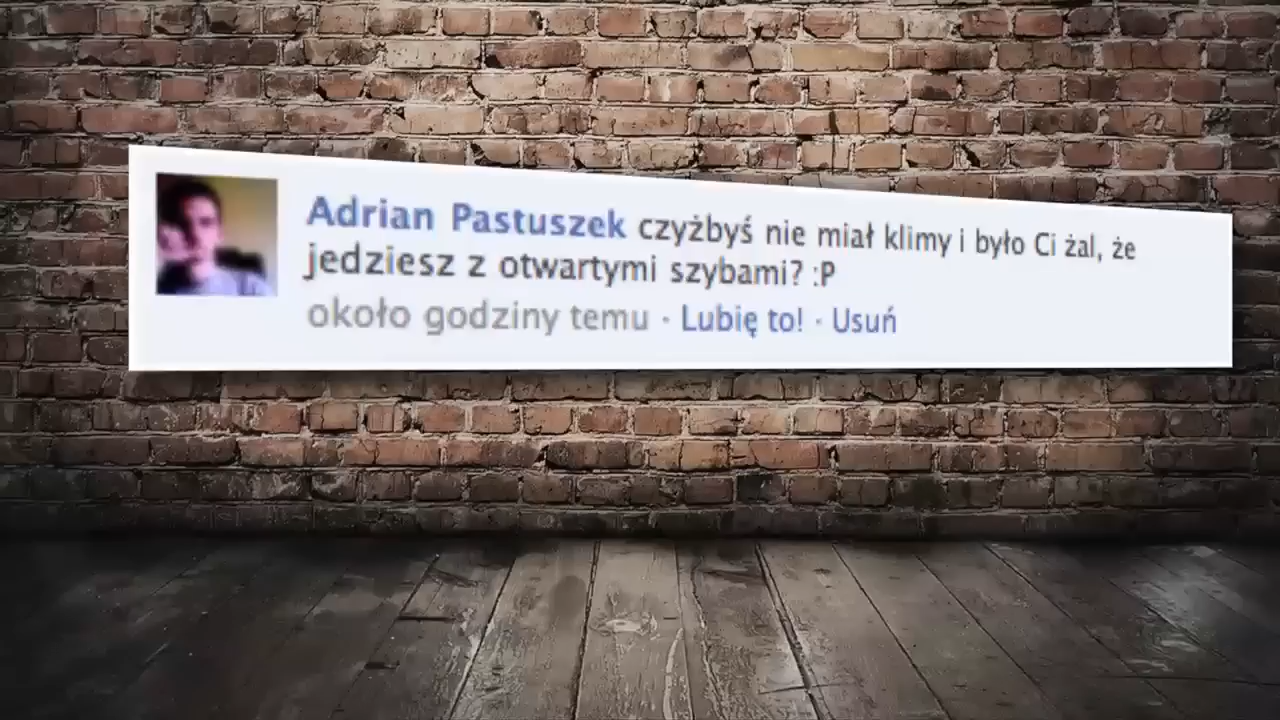 Adrian Pastuszek czyżbyś nie miał klimy i było Ci żal, że
jedziesz z otwartymi szybami? :P
około godziny temu · Lubię to! · Usuń